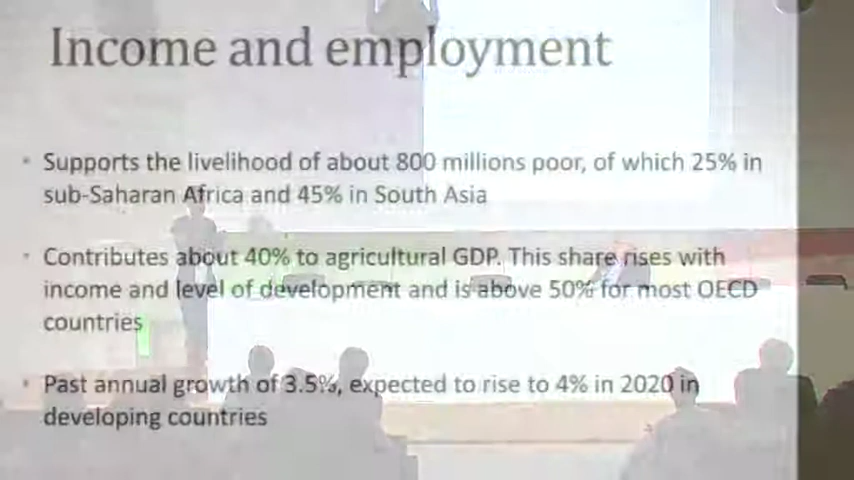 Income and employment
• Supports the livelihood of about 800 millions poor, of which 25% in
sub-Saharan Africa and 45% in South Asia
• Contributes about 40% to agricultural GDP. This share rises with
income and level of development and is above 50% for most OECD
countries
• Past annual growth of 3.5%, expected to rise to 4% in 2020 in
developing countries